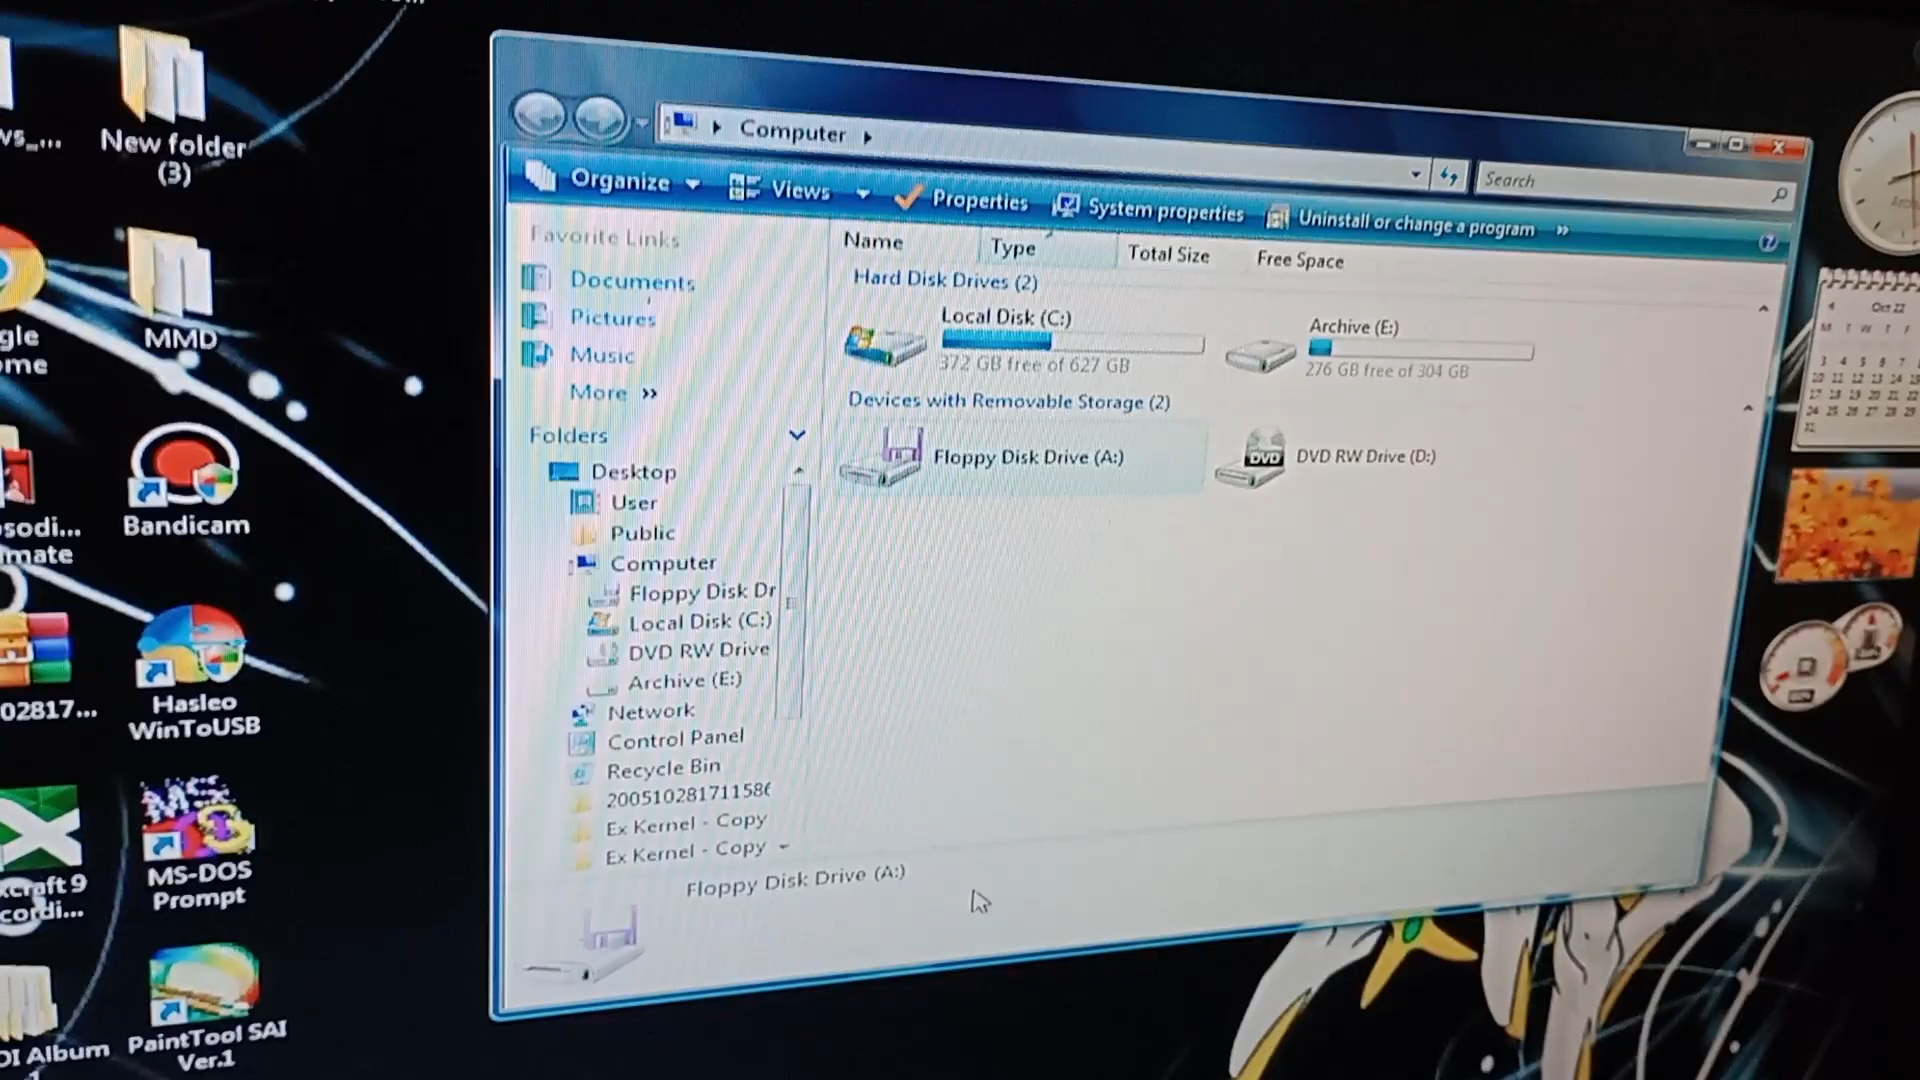 New folder
(3)
MMD
Bandicam
Hasleo
WinToUSB
MS-DOS
Prompt
PaintTool SAI
Ver.1
02817...
Computer
Search
Organize
Views
Properties
System properties
Uninstall or change a program
Favorite Links
Documents
Pictures
Music
More
Folders
Desktop
User
Public
Computer
Floppy Disk Dr
Local Disk (C:)
DVD RW Drive
Archive (E:)
Network
Control Panel
Recycle Bin
Ex Kernel - Copy
Ex Kernel - Copy
Name
Type
Total Size
Free Space
Hard Disk Drives (2)
Local Disk (C:)
372 GB free of 627 GB
Archive (E:)
276 GB free of 304 GB
Devices with Removable Storage (2)
Floppy Disk Drive (A:)
DVD
DVD RW Drive (D:)
Floppy Disk Drive (A:)
Oct 22